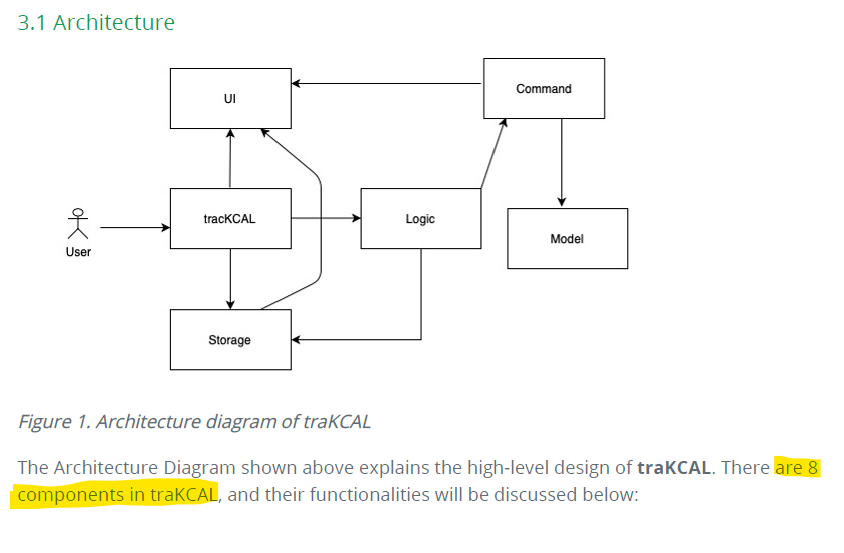 3.1 Architecture
UI
Command
tracKCAL
Logic
User
Model
Storage
Figure 1. Architecture diagram of traKCAL
The Architecture Diagram shown above explains the high-level design of traKCAL. There are 8
components in traKCAL, and their functionalities will be discussed below: